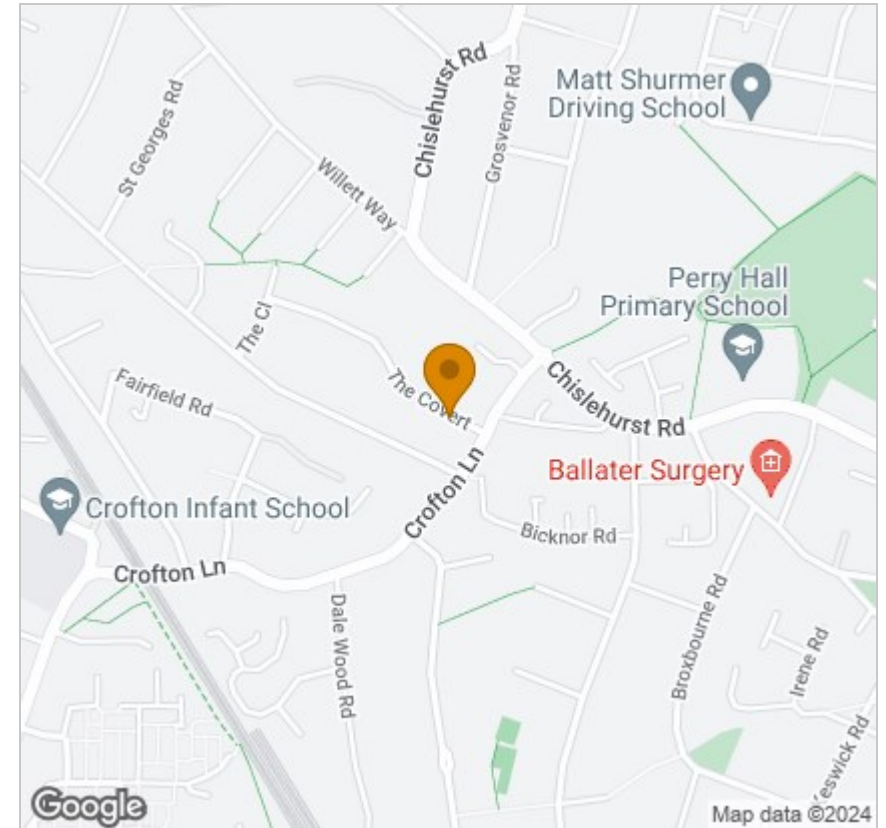 Chislehurst Rd
Grosvenor Rd
Matt Shurmer
Driving School
St Georges Rd
Willett Way
Perry Hall
Primary School
The Cl
The Covert
Chislehurst Rd
Fairfield Rd
Ballater Surgery
Crofton Infant School
Crofton Ln
Bicknor Rd
Crofton Ln
Dale Wood Rd
Broxbourne Rd
Irene Rd
eswick Rd
Google
Map data ©2024